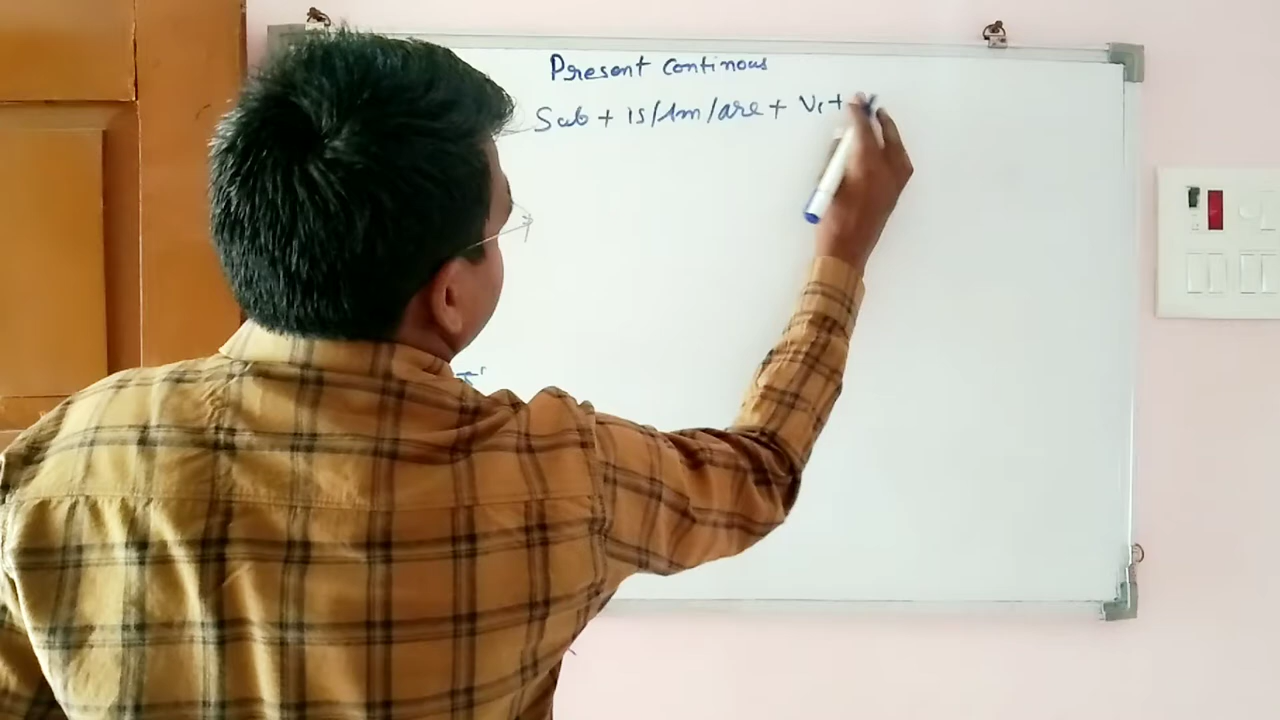 Present Continous
Sub + is/Am/are + V1 +